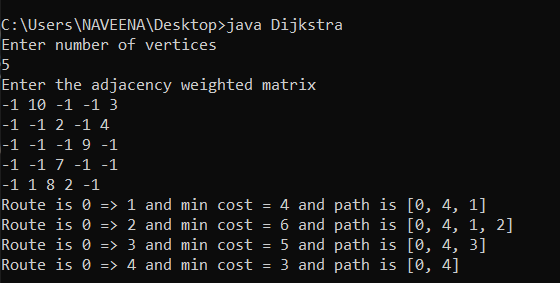 C:\Users\NAVEENA\Desktop>java Dijkstra
Enter number of vertices
5
Enter the adjacency weighted matrix
-1 10 -1 -1 3
-1 -1 2 -1 4
-1 -1 -1 9 -1
-1 -1 7 -1 -1
-1 1 8 2 -1
Route is 0 => 1 and min cost = 4 and path is [0, 4, 1]
Route is 0 => 2 and min cost = 6 and path is [0, 4, 1, 2]
Route is 0 => 3 and min cost = 5 and path is [0, 4, 3]
Route is 0 => 4 and min cost = 3 and path is [0, 4]